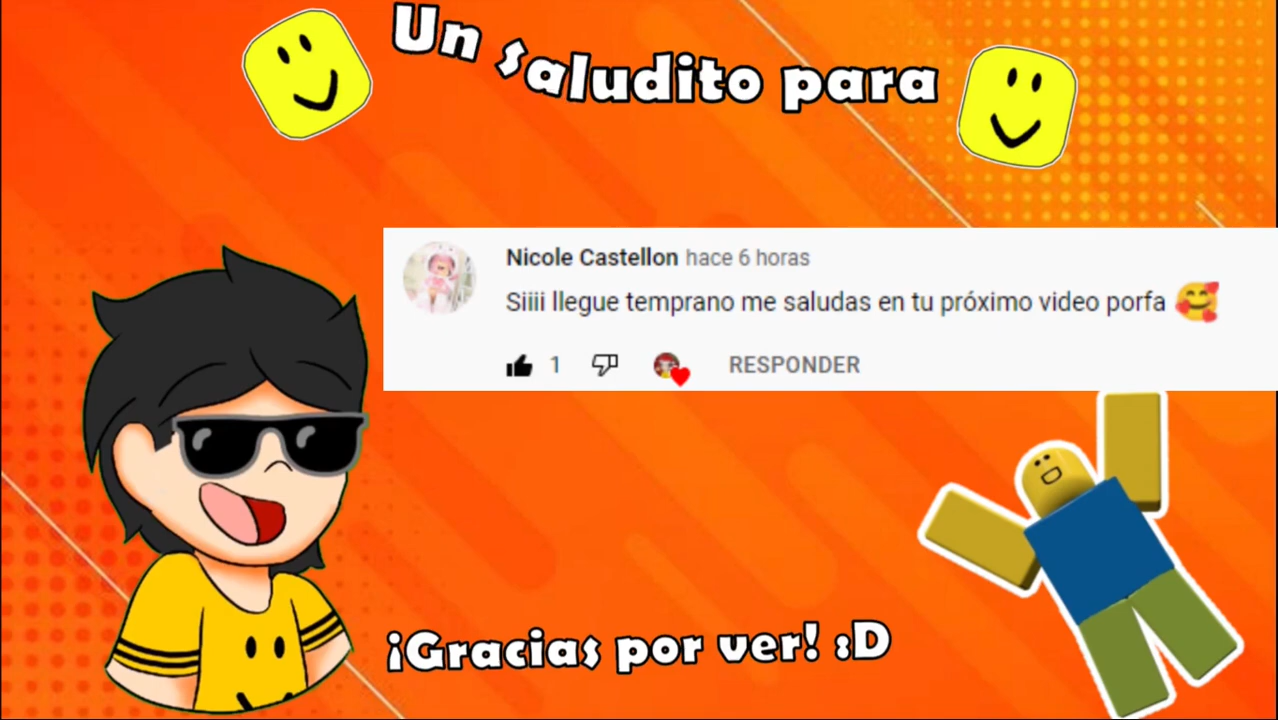 Un saludito para
Nicole Castellon hace 6 horas
Siiii llegue temprano me saludas en tu próximo video porfa 🥰
1 RESPONDER
¡Gracias por ver! :D